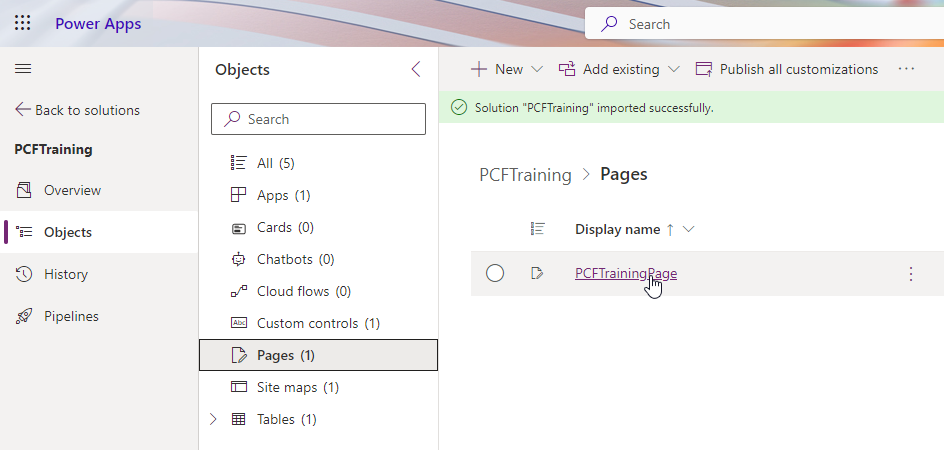 Power Apps
Search
Back to solutions
PCFTraining
Overview
Objects
History
Pipelines
Objects
Search
All (5)
Apps (1)
Cards (0)
Chatbots (0)
Cloud flows (0)
Abc Custom controls (1)
Pages (1)
Site maps (1)
Tables (1)
New Add existing Publish all customizations ...
Solution "PCFTraining" imported successfully.
PCFTraining > Pages
Display name ↑
PCFTrainingPage